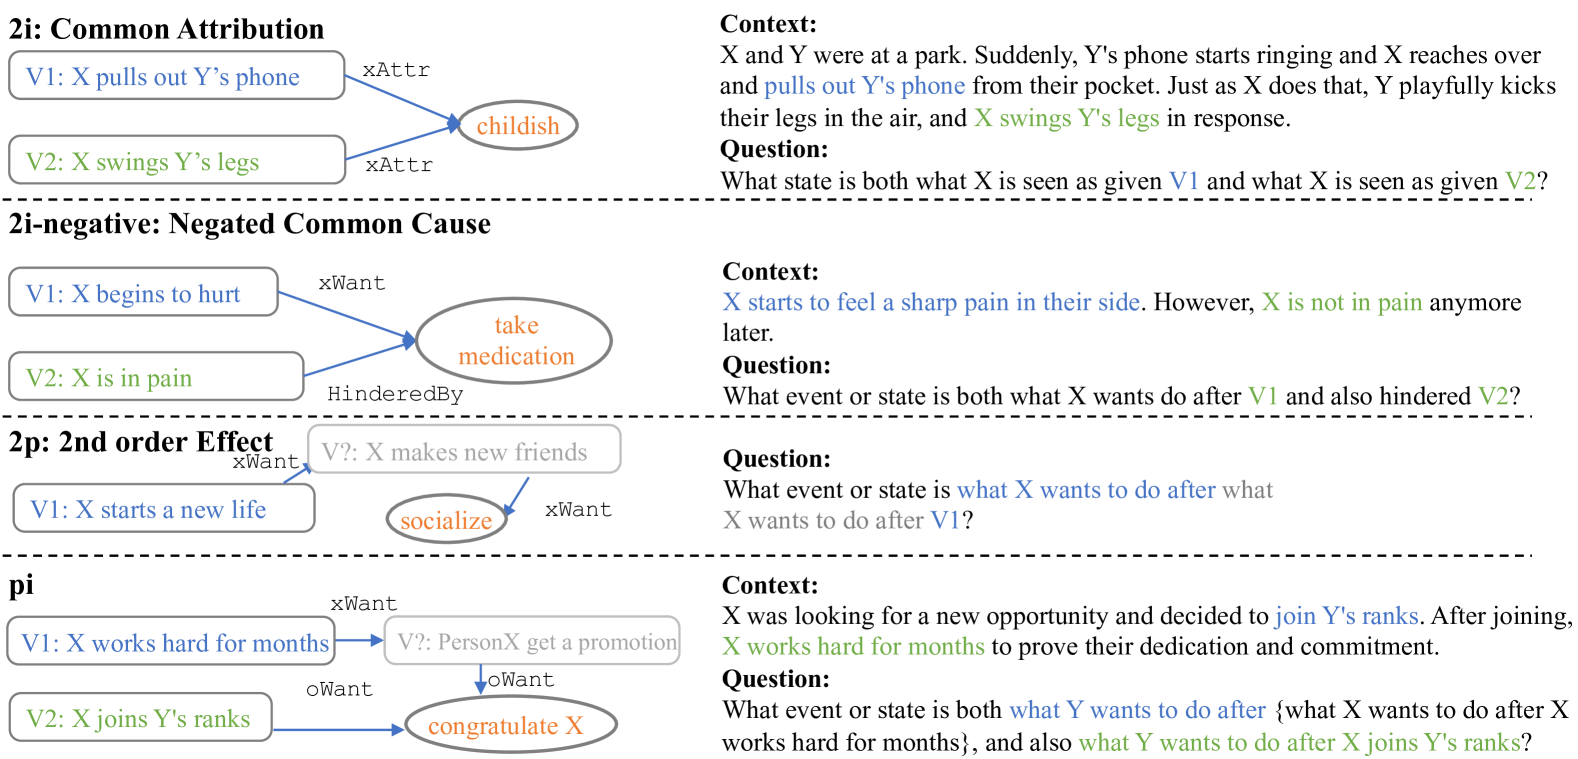 2i: Common Attribution
V1: X pulls out Y's phone
xAttr
childish
V2: X swings Y's legs
xAttr
Context:
X and Y were at a park. Suddenly, Y's phone starts ringing and X reaches over
and pulls out Y's phone from their pocket. Just as X does that, Y playfully kicks
their legs in the air, and X swings Y's legs in response.
Question:
What state is both what X is seen as given V1 and what X is seen as given V2?
2i-negative: Negated Common Cause
V1: X begins to hurt
xWant
take
medication
V2: X is in pain
HinderedBy
Context:
X starts to feel a sharp pain in their side. However, X is not in pain anymore
later.
Question:
What event or state is both what X wants do after V1 and also hindered V2?
2p: 2nd order Effect
xWant
V?: X makes new friends
V1: X starts a new life
socialize
xWant
Question:
What event or state is what X wants to do after what
X wants to do after V1?
pi
xWant
V1: X works hard for months
V?: PersonX get a promotion
oWant
oWant
V2: X joins Y's ranks
congratulate X
Context:
X was looking for a new opportunity and decided to join Y's ranks. After joining,
X works hard for months to prove their dedication and commitment.
Question:
What event or state is both what Y wants to do after {what X wants to do after X
works hard for months}, and also what Y wants to do after X joins Y's ranks?